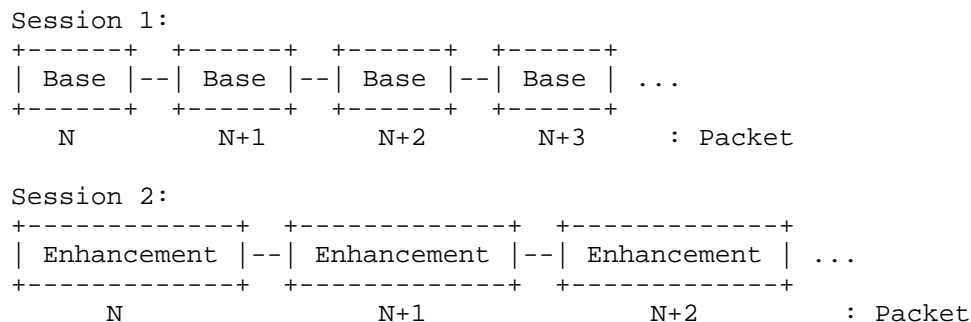 Session 1:
+------+  +------+  +------+  +------+
| Base |--| Base |--| Base |--| Base | ...
+------+  +------+  +------+  +------+
   N        N+1       N+2       N+3     : Packet
Session 2:
+-------------+  +-------------+  +-------------+
| Enhancement |--| Enhancement |--| Enhancement | ...
+-------------+  +-------------+  +-------------+
      N                N+1             N+2         : Packet